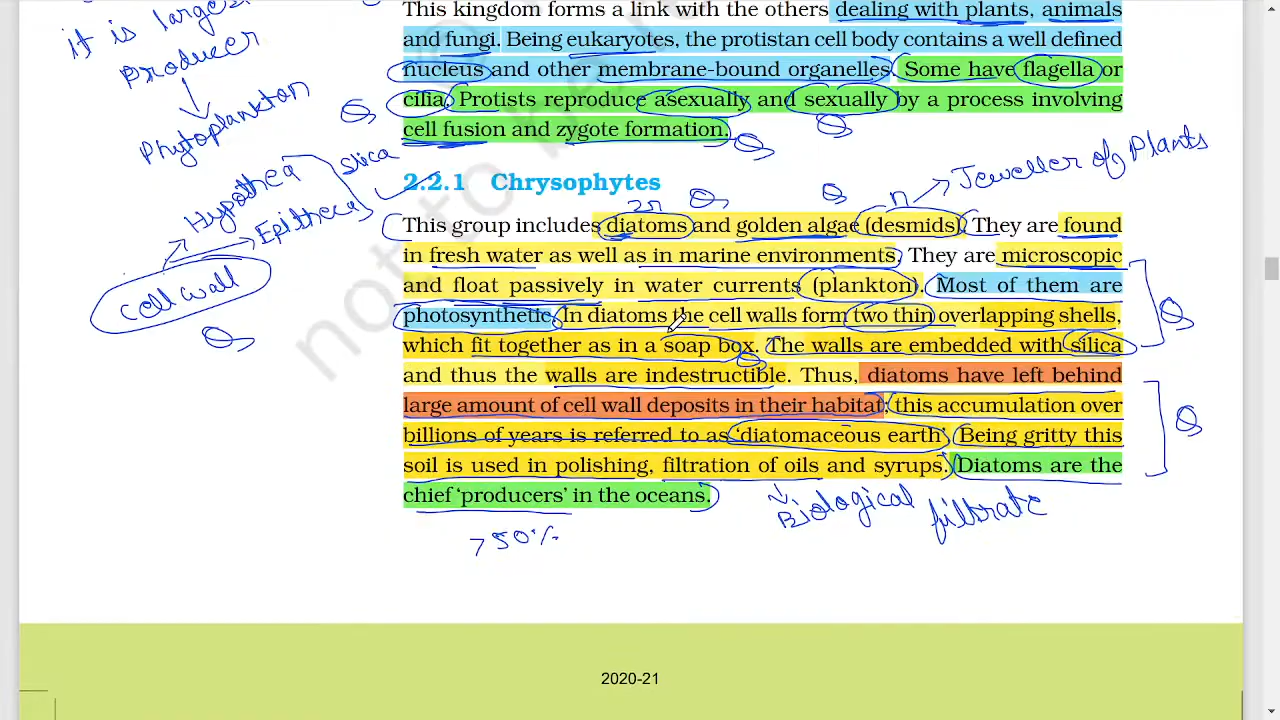 This kingdom forms a link with the others dealing with plants, animals
and fungi. Being eukaryotes, the protistan cell body contains a well defined
nucleus and other membrane-bound organelles. Some have flagella or
cilia. Protists reproduce asexually and sexually by a process involving
cell fusion and zygote formation.
it is larges
Producer
Phytoplankton
Hypothea
Epitheca
Silica
cell wall
Q
Q
Q
Q
2.2.1 Chrysophytes
Jeweller of Plants
2n
Q
Q
n
This group includes diatoms and golden algae (desmids). They are found
in fresh water as well as in marine environments. They are microscopic
and float passively in water currents (plankton). Most of them are
photosynthetic. In diatoms the cell walls form two thin overlapping shells,
which fit together as in a soap box. The walls are embedded with silica
and thus the walls are indestructible. Thus, diatoms have left behind
large amount of cell wall deposits in their habitat; this accumulation over
billions of years is referred to as ‘diatomaceous earth’. Being gritty this
soil is used in polishing, filtration of oils and syrups. Diatoms are the
chief ‘producers’ in the oceans.
Q
Q
Q
Biological filtrate
>50%
not to be r
2020-21